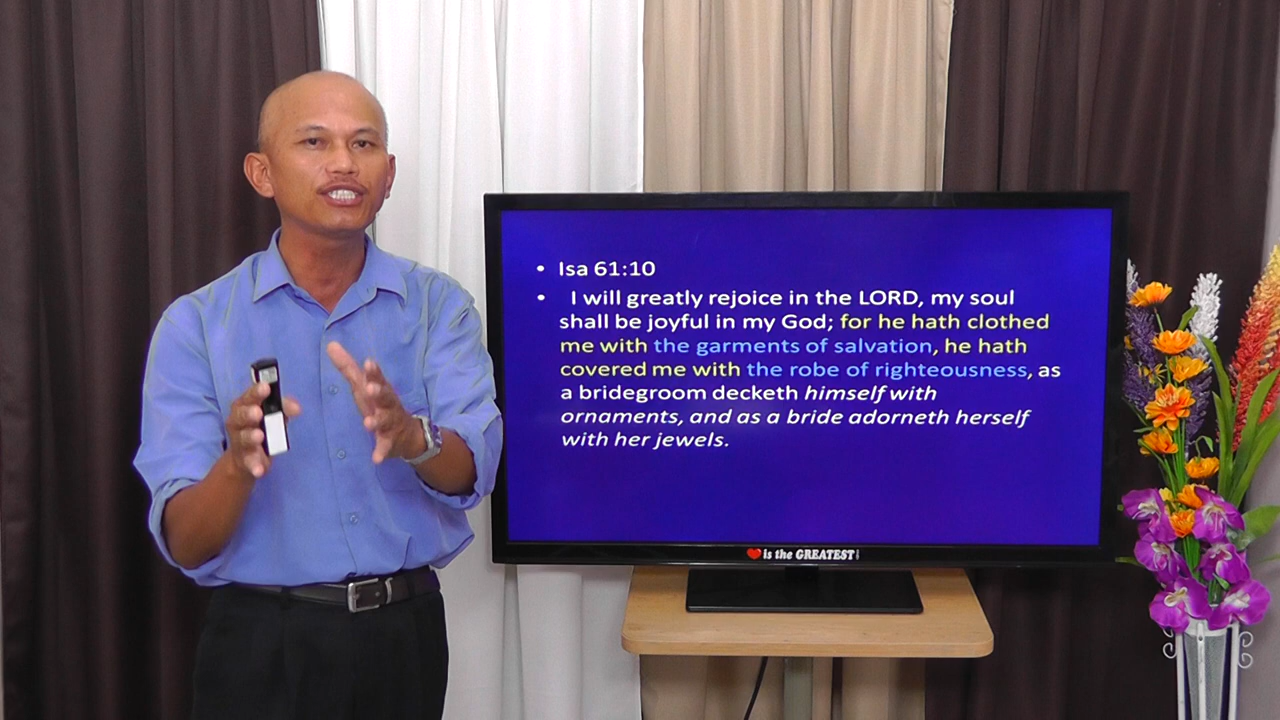 • Isa 61:10
• I will greatly rejoice in the LORD, my soul
shall be joyful in my God; for he hath clothed
me with the garments of salvation, he hath
covered me with the robe of righteousness, as
a bridegroom decketh himself with
ornaments, and as a bride adorneth herself
with her jewels.
❤ is the GREATEST!